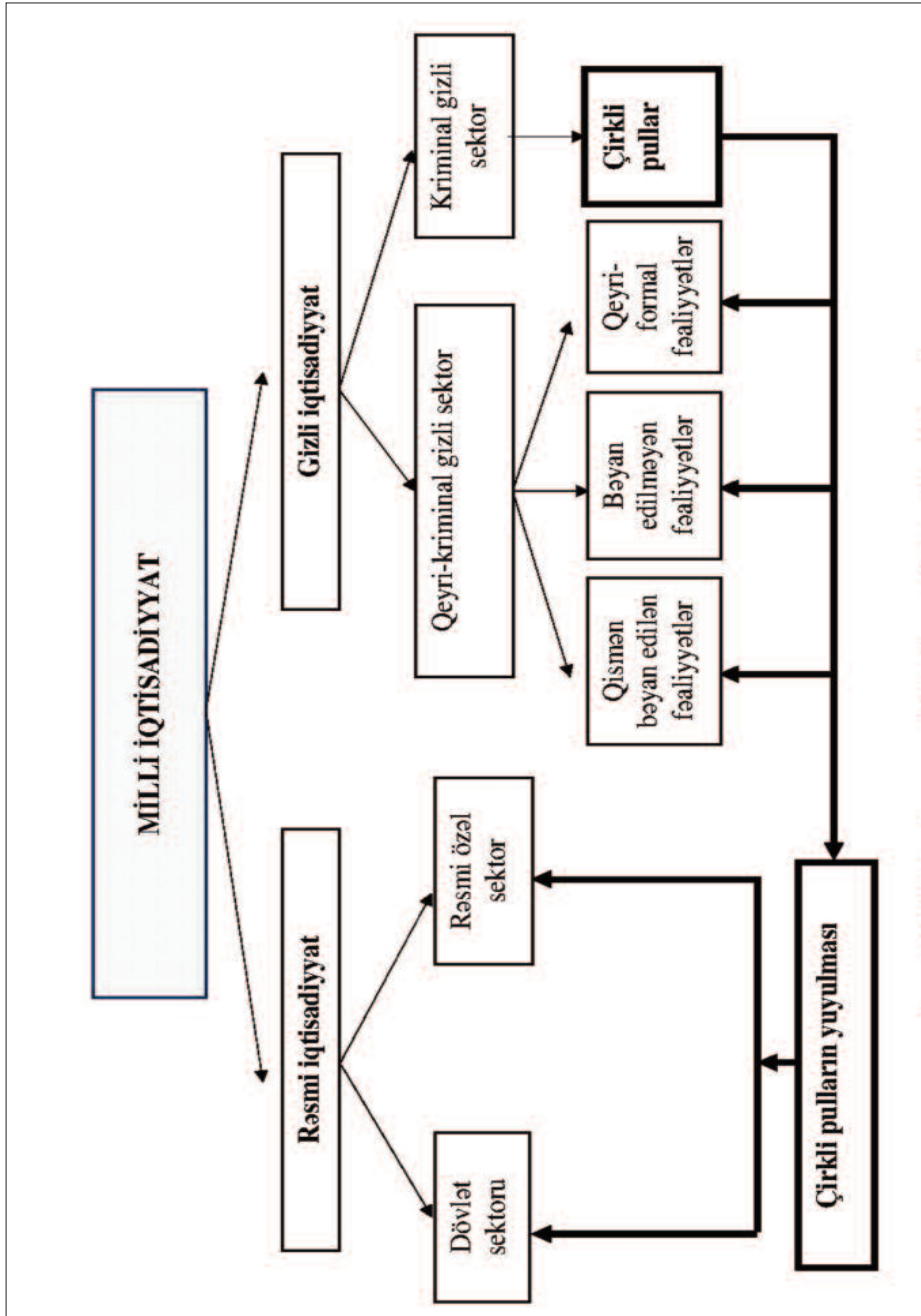 MİLLİ İQTİSADİYYAT
Rəsmi iqtisadiyyat
Gizli iqtisadiyyat
Dövlət
sektoru
Rəsmi özəl
sektor
Qeyri-kriminal gizli sektor
Kriminal gizli
sektor
Qismən
bəyan edilən
fəaliyyətlər
Bəyan
edilməyən
fəaliyyətlər
Qeyri-
formal
fəaliyyətlər
Çirkli
pullar
Çirkli pulların yuyulması